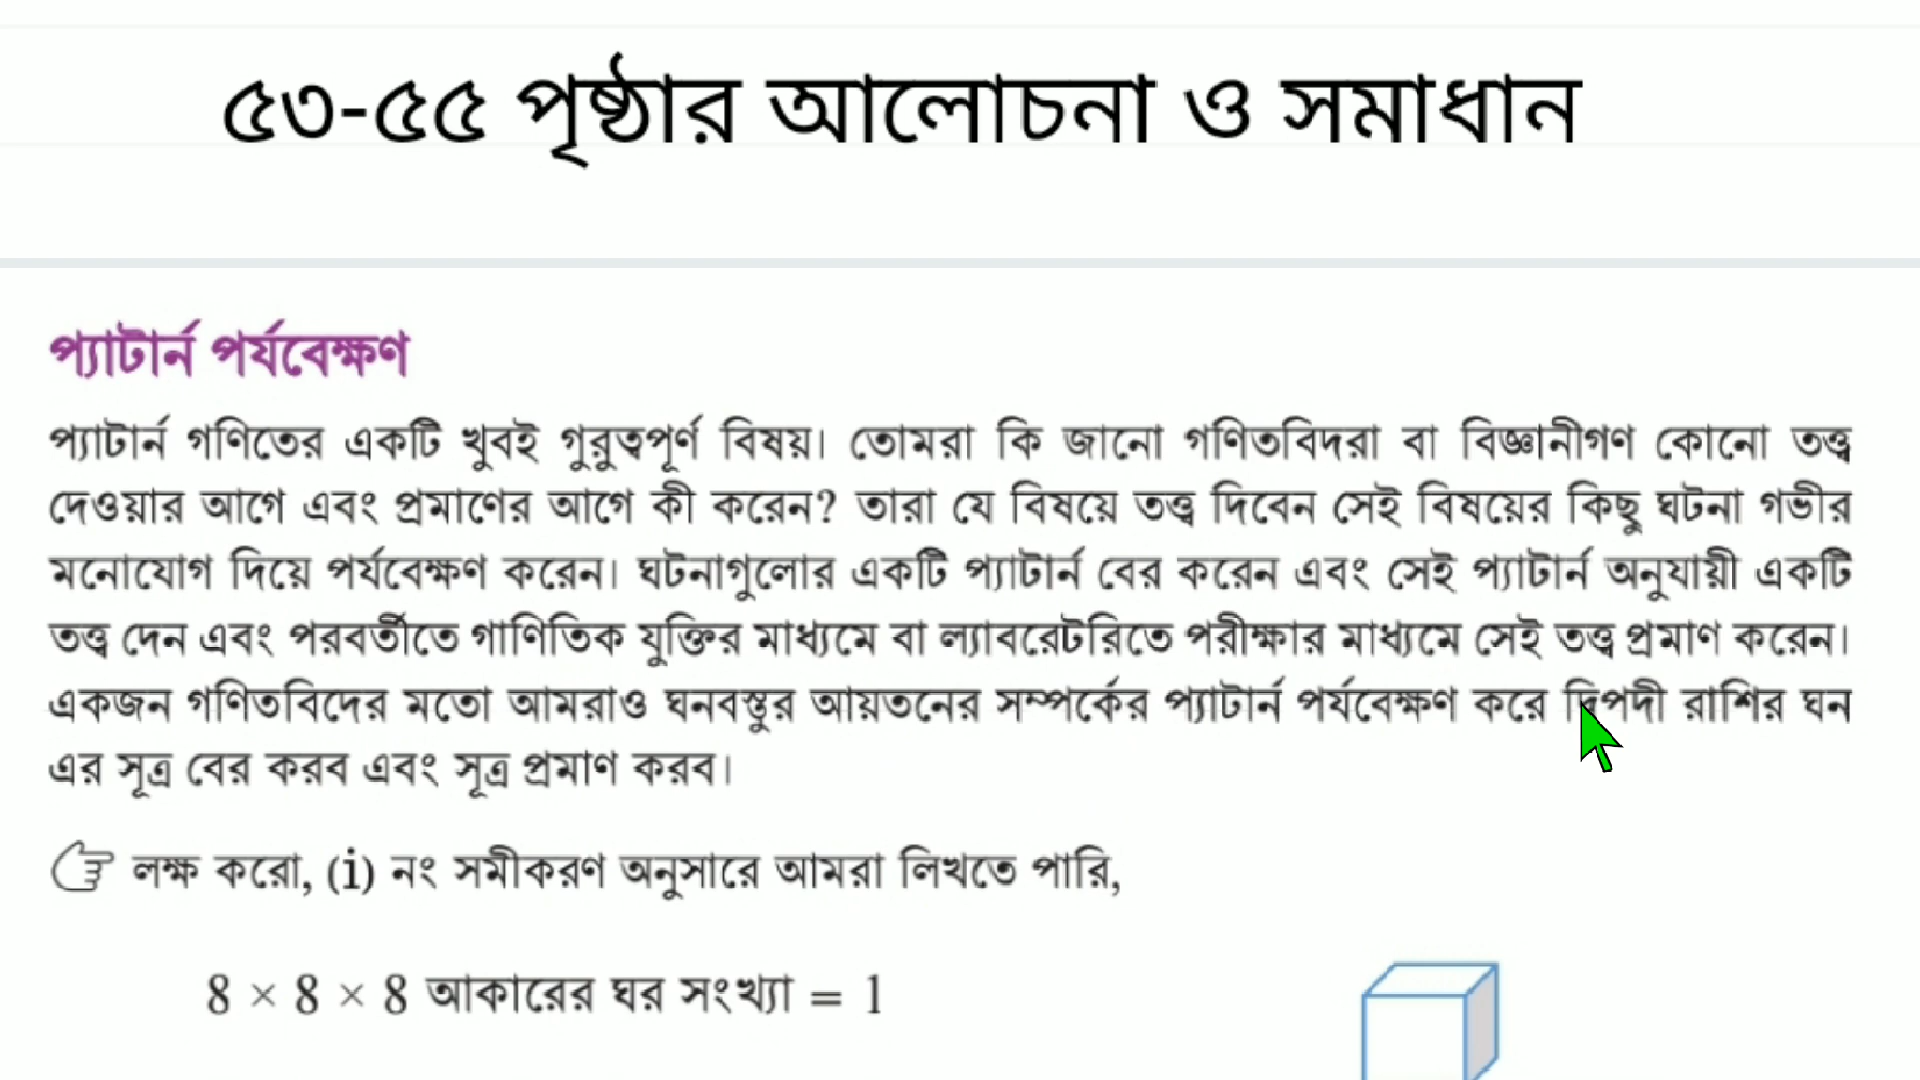 ৫৩-৫৫ পৃষ্ঠার আলোচনা ও সমাধান
প্যাটার্ন পর্যবেক্ষণ
প্যাটার্ন গণিতের একটি খুবই গুরুত্বপূর্ণ বিষয়। তোমরা কি জানো গণিতবিদরা বা বিজ্ঞানীগণ কোনো তত্ত্ব
দেওয়ার আগে এবং প্রমাণের আগে কী করেন? তারা যে বিষয়ে তত্ত্ব দিবেন সেই বিষয়ের কিছু ঘটনা গভীর
মনোযোগ দিয়ে পর্যবেক্ষণ করেন। ঘটনাগুলোর একটি প্যাটার্ন বের করেন এবং সেই প্যাটার্ন অনুযায়ী একটি
তত্ত্ব দেন এবং পরবর্তীতে গাণিতিক যুক্তির মাধ্যমে বা ল্যাবরেটরিতে পরীক্ষার মাধ্যমে সেই তত্ত্ব প্রমাণ করেন।
একজন গণিতবিদের মতো আমরাও ঘনবস্তুর আয়তনের সম্পর্কের প্যাটার্ন পর্যবেক্ষণ করে দ্বিপদী রাশির ঘন
এর সূত্র বের করব এবং সূত্র প্রমাণ করব।
লক্ষ করো, (i) নং সমীকরণ অনুসারে আমরা লিখতে পারি,
8 × 8 × 8 আকারের ঘর সংখ্যা = 1